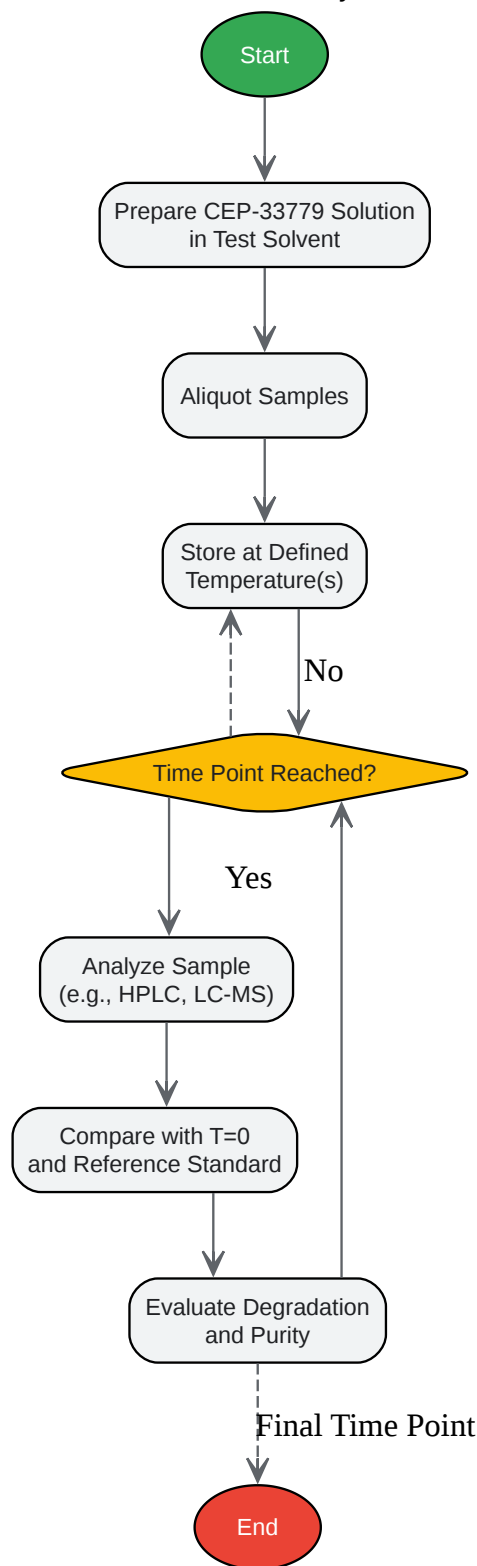 Start
Prepare CEP-33779 Solution
in Test Solvent
Aliquot Samples
Store at Defined
Temperature(s)
No
Time Point Reached?
Yes
Analyze Sample
(e.g., HPLC, LC-MS)
Compare with T=0
and Reference Standard
Evaluate Degradation
and Purity
Final Time Point
End